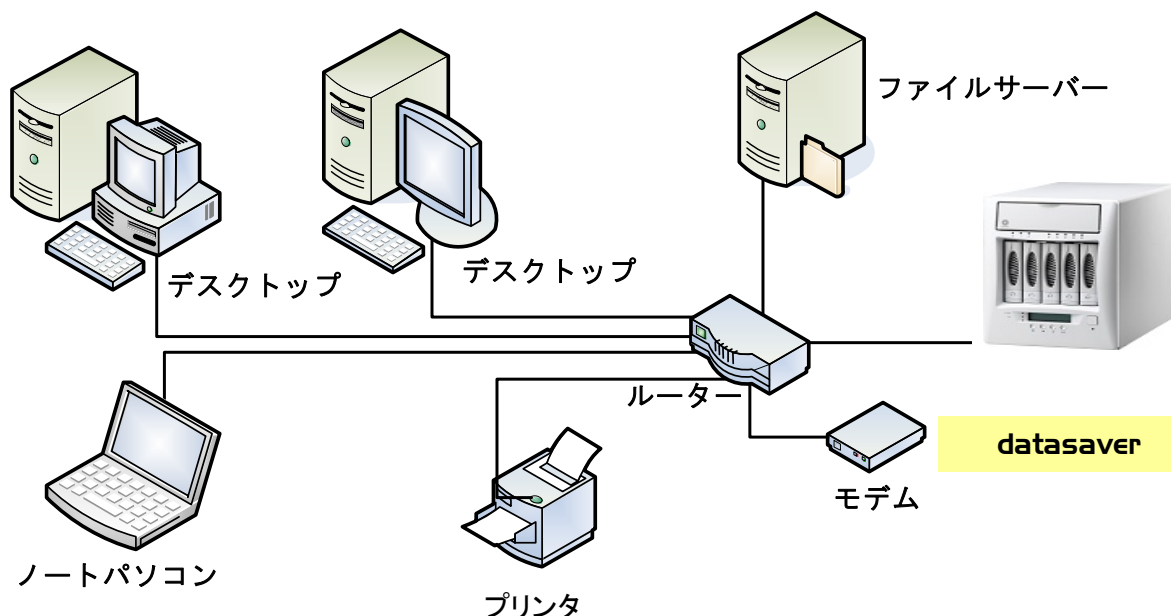 ファイルサーバー
デスクトップ
デスクトップ
ルーター
datasaver
モデム
ノートパソコン
プリンタ